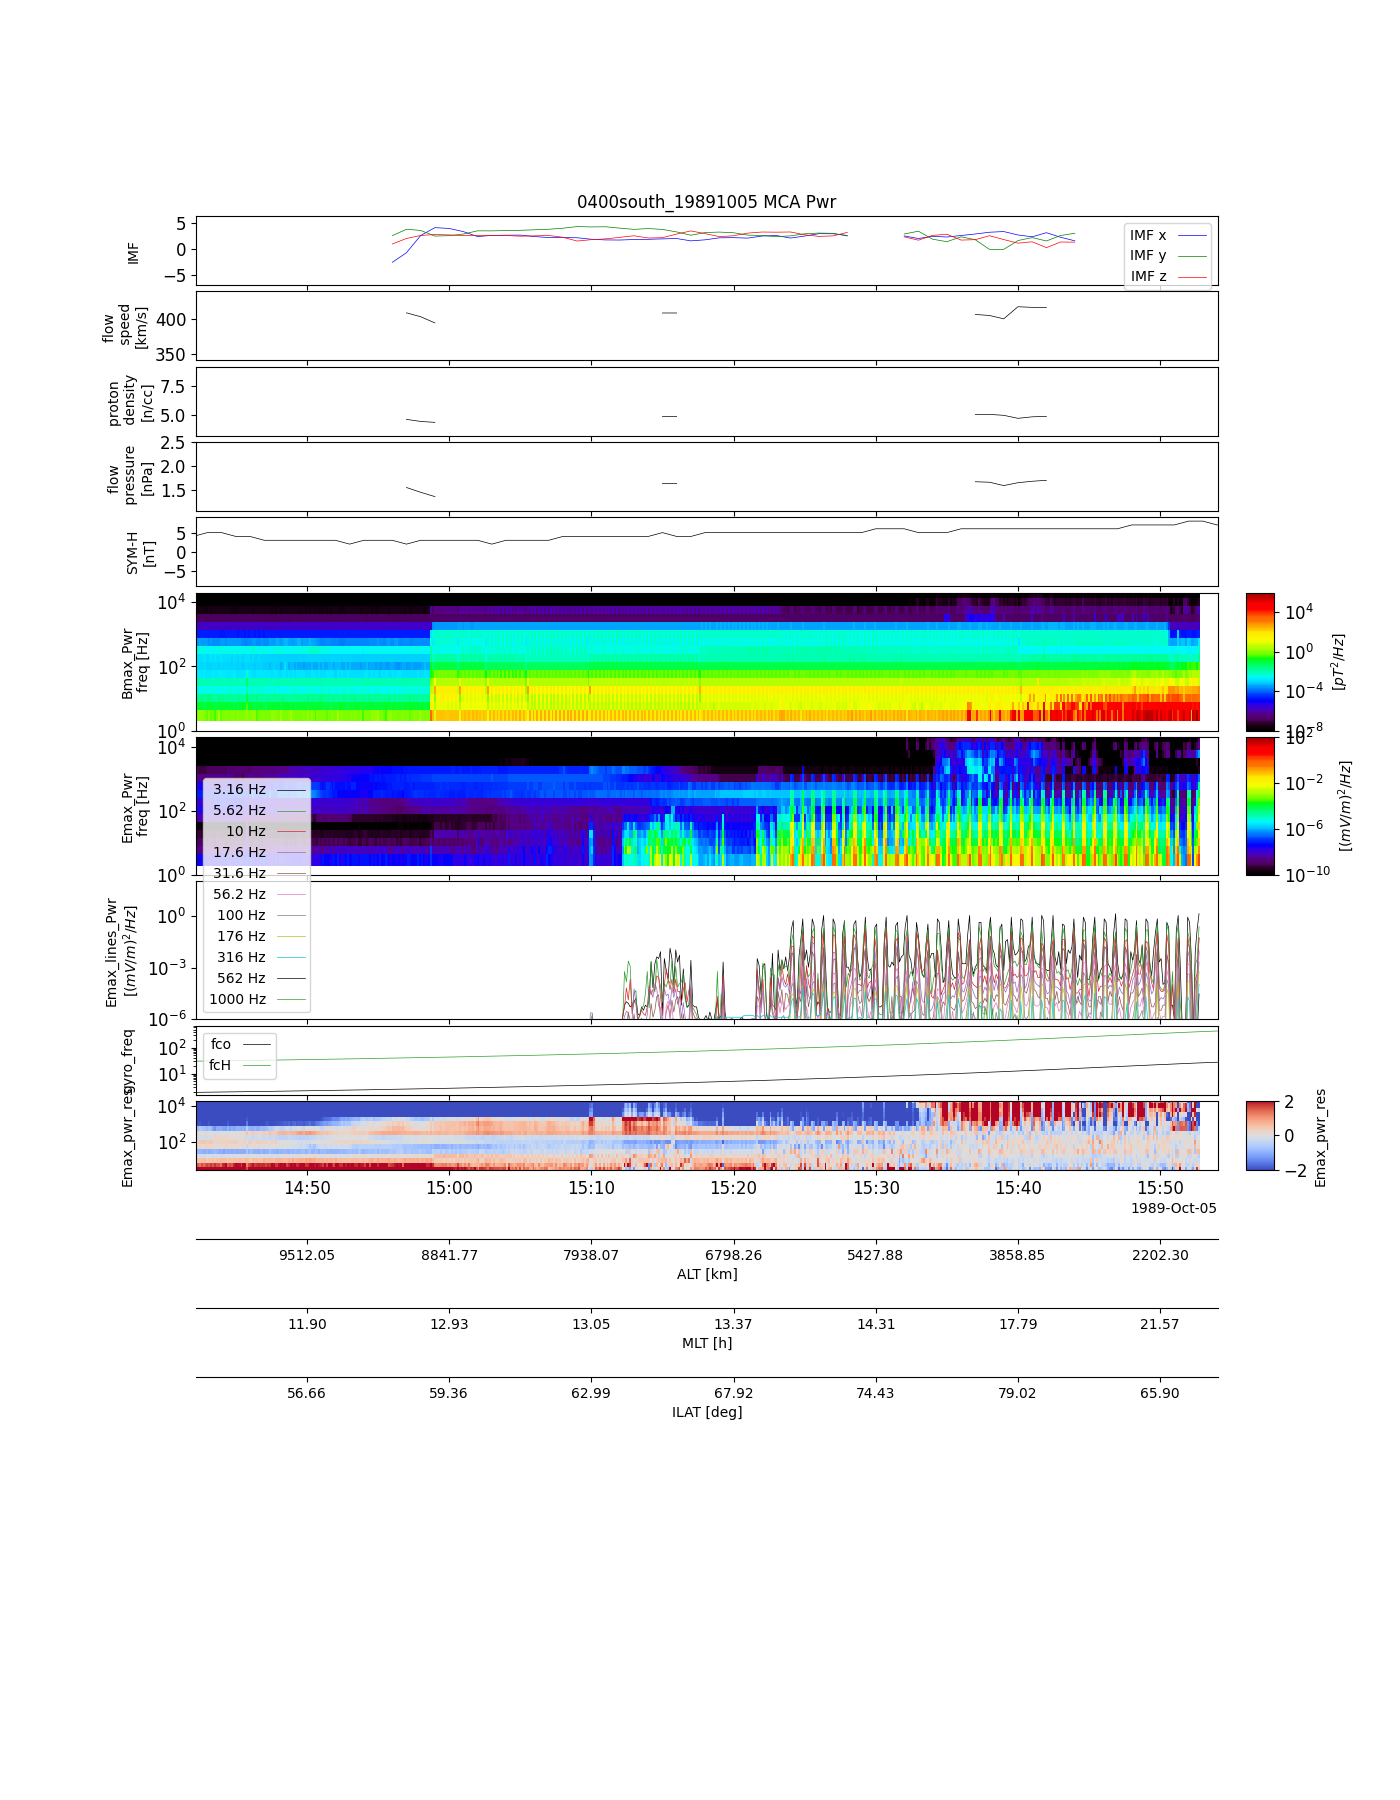 0400south_19891005 MCA Pwr
5
0
−5
IMF
IMF x
IMF y
IMF z
400
350
flow
speed
[km/s]
7.5
5.0
proton
density
[n/cc]
2.5
2.0
1.5
flow
pressure
[nPa]
5
0
−5
SYM-H
[nT]
10^4
10^2
10^0
Bmax_Pwr
freq [Hz]
10^4
10^0
10^−4
10^−8
[pT^2/Hz]
10^4
10^2
10^0
Emax_Pwr
freq [Hz]
10^2
10^−2
10^−6
10^−10
[(mV/m)^2/Hz]
3.16 Hz
5.62 Hz
10 Hz
17.6 Hz
31.6 Hz
56.2 Hz
100 Hz
176 Hz
316 Hz
562 Hz
1000 Hz
10^0
10^−3
10^−6
Emax_lines_Pwr
[(mV/m)^2/Hz]
10^2
10^1
gyro_freq
fco
fcH
10^4
10^2
Emax_pwr_res
2
0
−2
Emax_pwr_res
14:50 15:00 15:10 15:20 15:30 15:40 15:50
1989-Oct-05
9512.05 8841.77 7938.07 6798.26 5427.88 3858.85 2202.30
ALT [km]
11.90 12.93 13.05 13.37 14.31 17.79 21.57
MLT [h]
56.66 59.36 62.99 67.92 74.43 79.02 65.90
ILAT [deg]